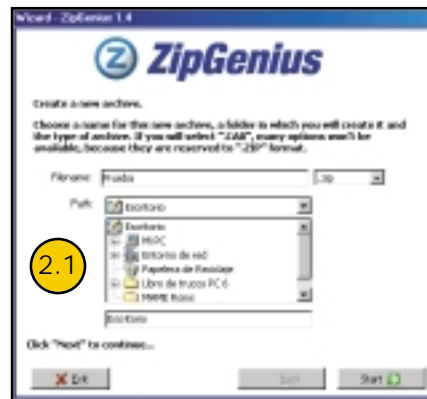 Wizard - ZipGenius 1.4
ZipGenius
Create a new archive.
Choose a name for this new archive, a folder in which you will create it and
the type of archive. If you will select ".CAB", many options won't be
available, because they are reserved to ".ZIP" format.
Filename: Prueba .zip
Path: Escritorio
Escritorio
Mi PC
Entorno de red
Papelera de Reciclaje
Libro de trucos PC 6
MAME Roms
2.1
Escritorio
Click "Next" to continue...
Exit Back Start